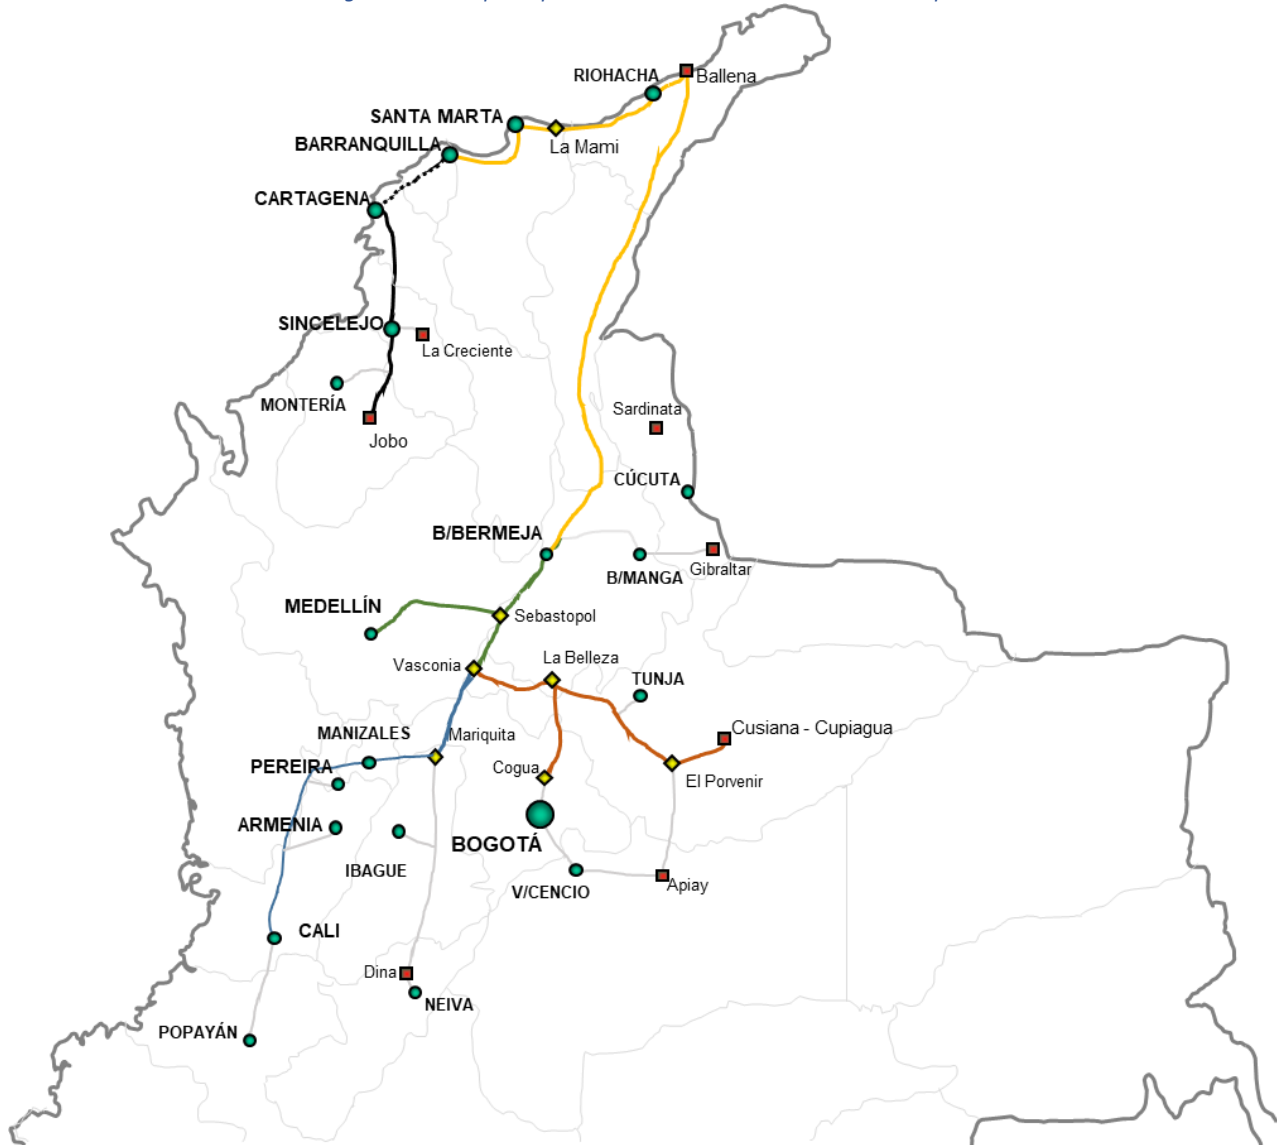 RIOHACHA
Ballena
SANTA MARTA
La Mami
BARRANQUILLA
CARTAGENA
SINCELEJO
La Creciente
MONTERÍA
Jobo
Sardinata
CÚCUTA
B/BERMEJA
B/MANGA
Gibraltar
MEDELLÍN
Sebastopol
Vasconia
La Belleza
TUNJA
Cusiana - Cupiagua
MANIZALES
Mariquita
PEREIRA
Cogua
El Porvenir
ARMENIA
IBAGUE
BOGOTÁ
V/CENCIO
Apiay
CALI
Dina
NEIVA
POPAYÁN